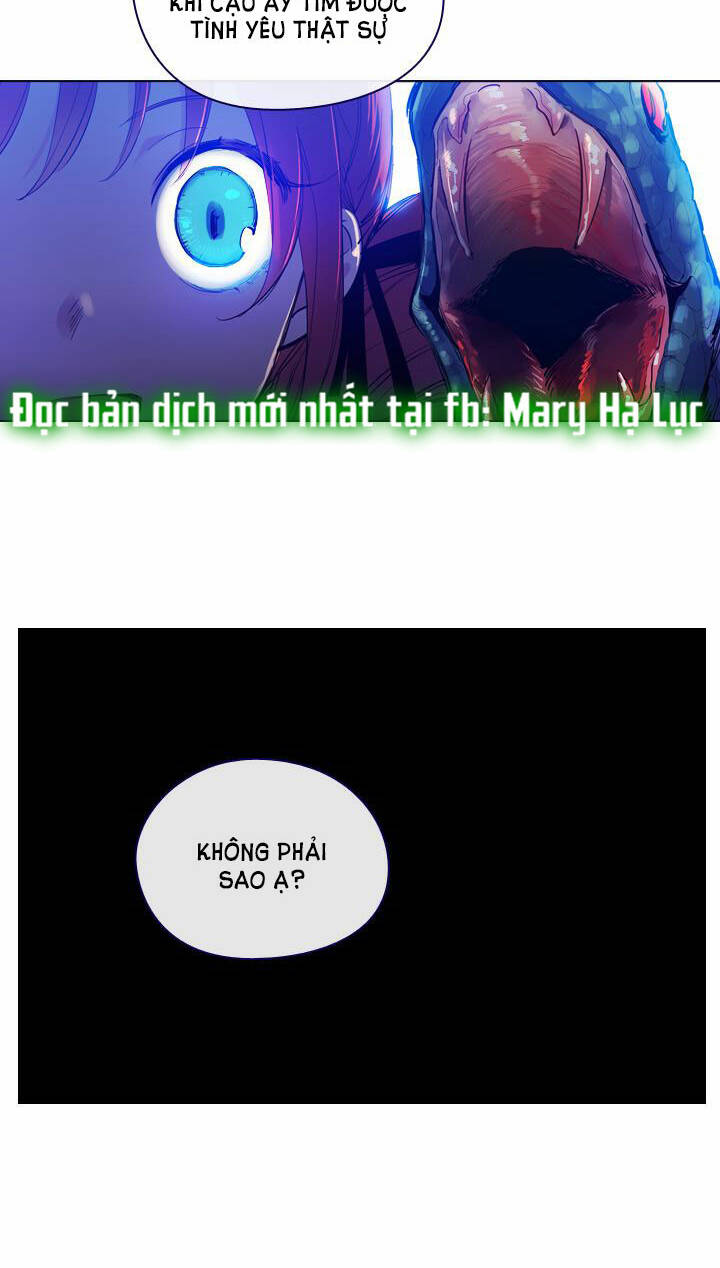 KHI CẬU ẤY TÌM ĐƯỢC
TÌNH YÊU THẬT SỰ
Đọc bản dịch mới nhất tại fb: Mary Hạ Lục
KHÔNG PHẢI
SAO Ạ?